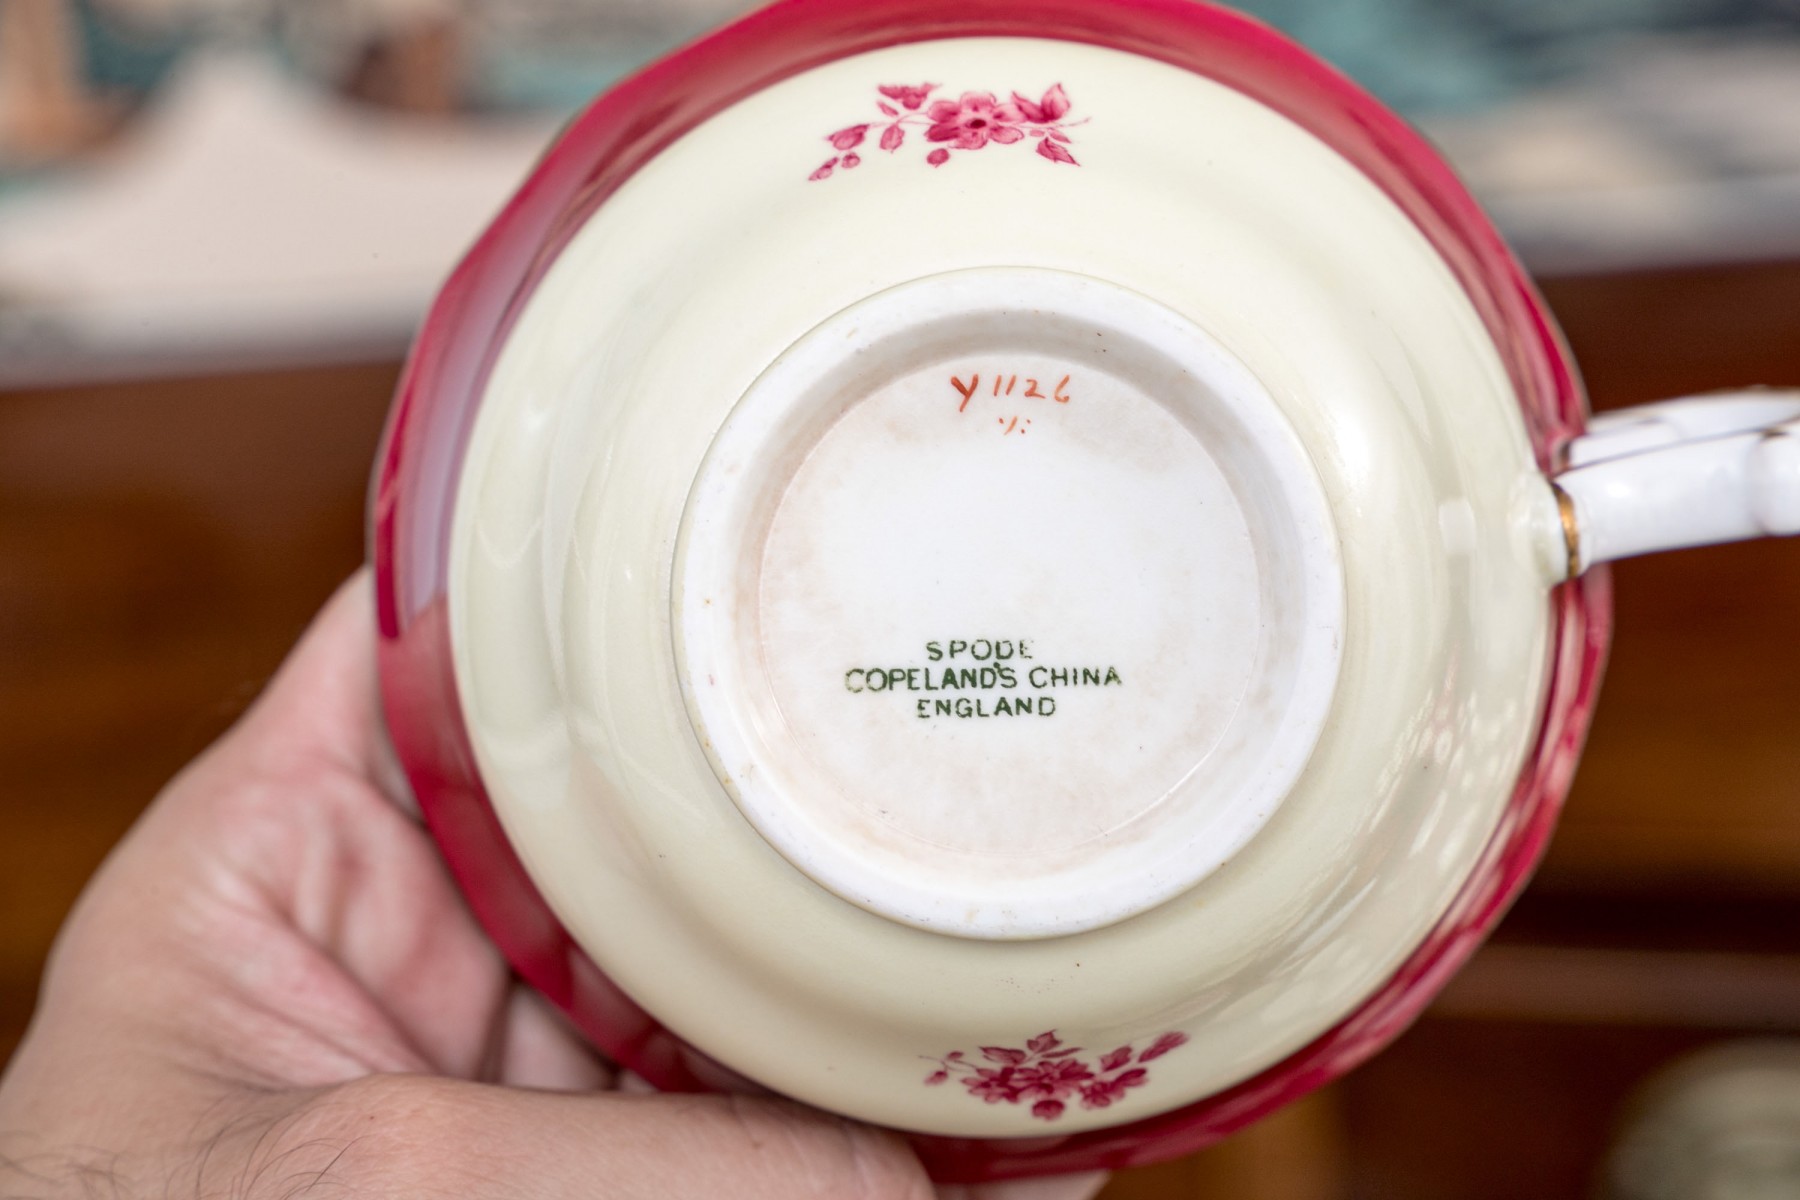 Y1126
SPODE
COPELAND'S CHINA
ENGLAND